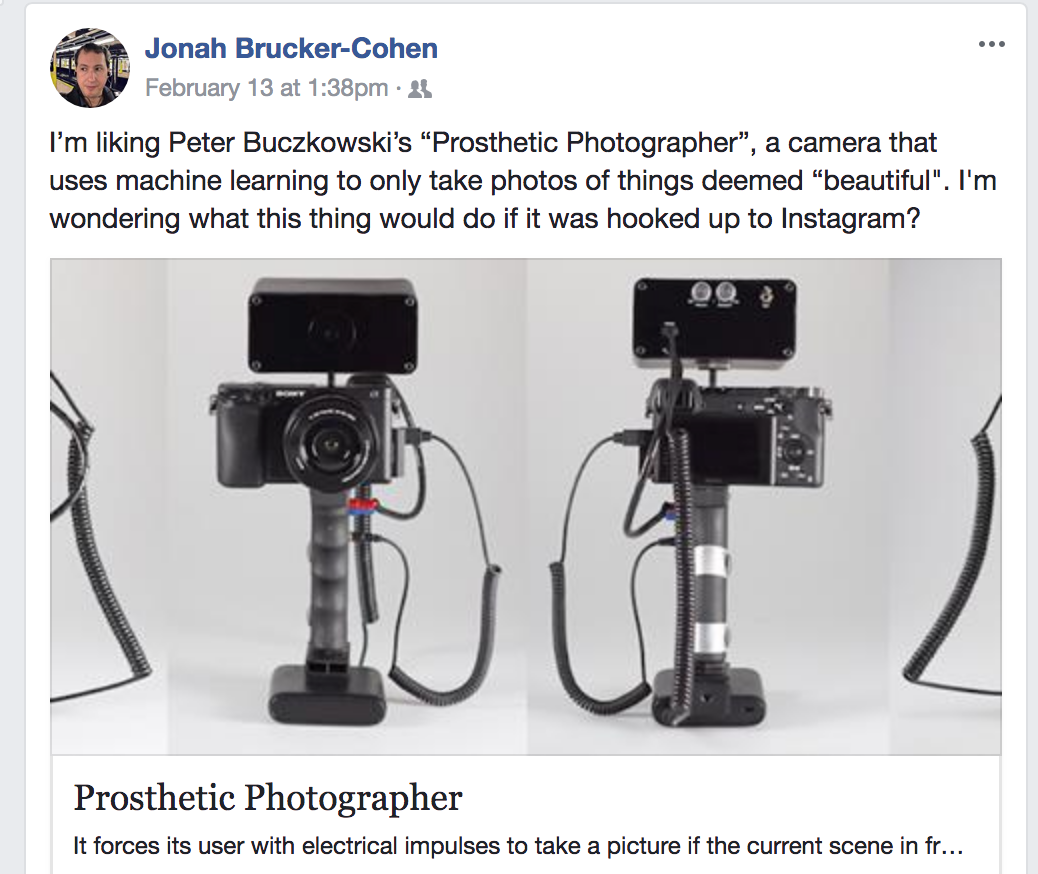 Jonah Brucker-Cohen
February 13 at 1:38pm ·
I’m liking Peter Buczkowski’s “Prosthetic Photographer”, a camera that
uses machine learning to only take photos of things deemed “beautiful". I'm
wondering what this thing would do if it was hooked up to Instagram?
SONY
Prosthetic Photographer
It forces its user with electrical impulses to take a picture if the current scene in fr...